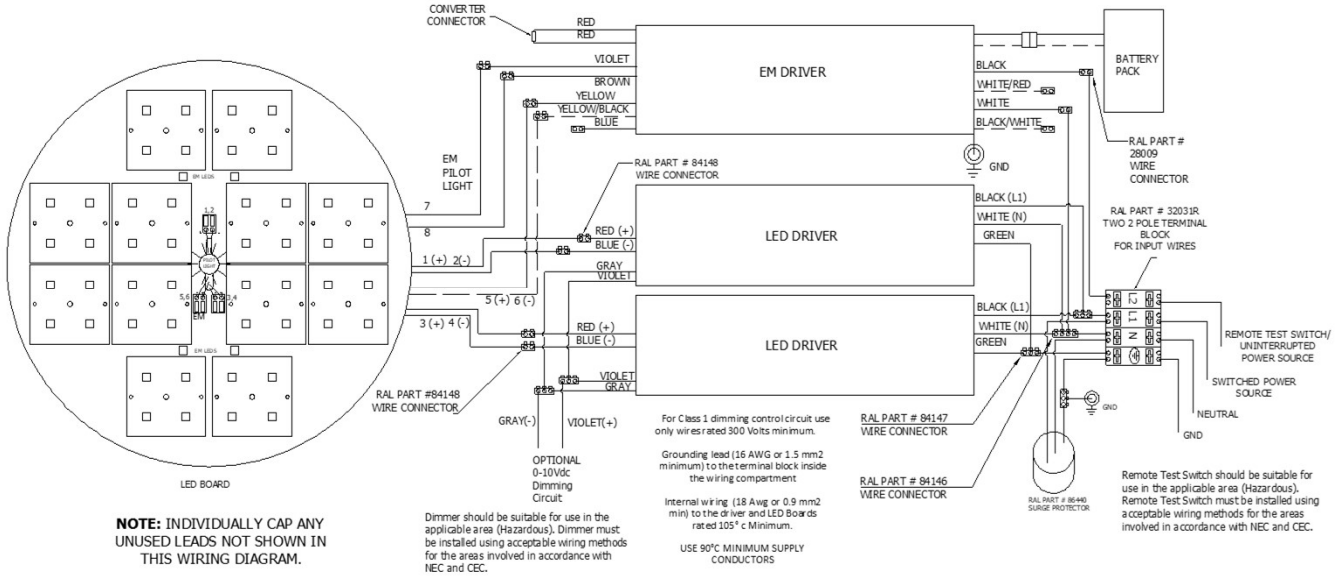 CONVERTER
CONNECTOR
RED
RED
VIOLET
BROWN
YELLOW
YELLOW/BLACK
BLUE
EM DRIVER
BATTERY
PACK
BLACK
WHITE/RED
WHITE
BLACK/WHITE
GND
RAL PART #
28009
WIRE
CONNECTOR
EM
PILOT
LIGHT
RAL PART # 84148
WIRE CONNECTOR
7
8
1 (+) 2(-)
5 (+) 6 (-)
3 (+) 4 (-)
RED (+)
BLUE (-)
GRAY
VIOLET
LED DRIVER
BLACK (L1)
WHITE (N)
GREEN
RAL PART # 32031R
TWO 2 POLE TERMINAL
BLOCK
FOR INPUT WIRES
RED (+)
BLUE (-)
VIOLET
GRAY
LED DRIVER
BLACK (L1)
WHITE (N)
GREEN
L2
L1
N
REMOTE TEST SWITCH/
UNINTERRUPTED
POWER SOURCE
SWITCHED POWER
SOURCE
NEUTRAL
GND
GND
EM LEDS
1,2
PILOT
LIGHT
5,6
3,4
EM
EM LEDS
LED BOARD
RAL PART #84148
WIRE CONNECTOR
GRAY(-)
VIOLET(+)
OPTIONAL
0-10Vdc
Dimming
Circuit
For Class 1 dimming control circuit use
only wires rated 300 Volts minimum.
Grounding lead (16 AWG or 1.5 mm2
minimum) to the terminal block inside
the wiring compartment
Internal wiring (18 Awg or 0.9 mm2
min) to the driver and LED Boards
rated 105° c Minimum.
USE 90°C MINIMUM SUPPLY
CONDUCTORS
RAL PART # 84147
WIRE CONNECTOR
RAL PART # 84146
WIRE CONNECTOR
RAL PART # 86440
SURGE PROTECTOR
Remote Test Switch should be suitable for
use in the applicable area (Hazardous).
Remote Test Switch must be installed using
acceptable wiring methods for the areas
involved in accordance with NEC and CEC.
NOTE: INDIVIDUALLY CAP ANY
UNUSED LEADS NOT SHOWN IN
THIS WIRING DIAGRAM.
Dimmer should be suitable for use in the
applicable area (Hazardous). Dimmer must
be installed using acceptable wiring methods
for the areas involved in accordance with
NEC and CEC.